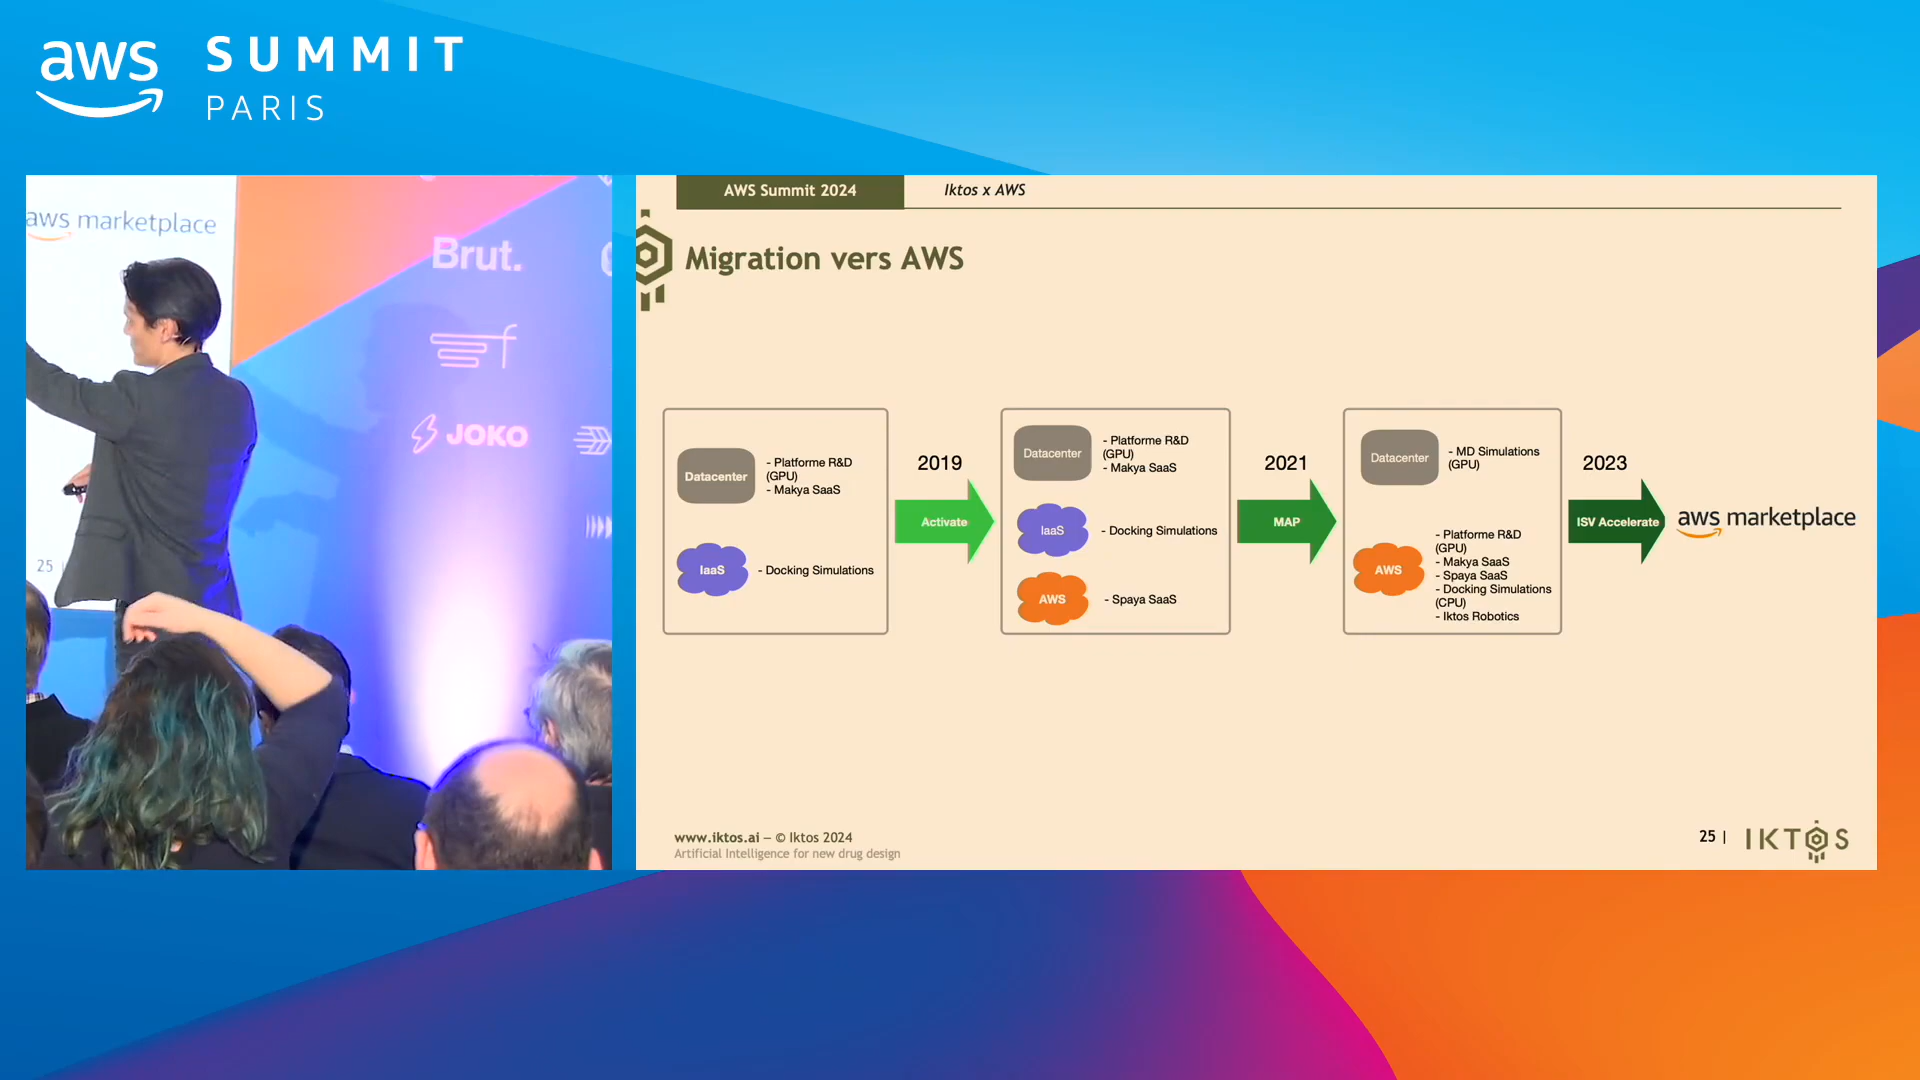 aws
SUMMIT
PARIS
aws marketplace
Brut.
JOKO
25 |
AWS Summit 2024
Iktos x AWS
Migration vers AWS
Datacenter
- Platforme R&D
(GPU)
- Makya SaaS
IaaS
- Docking Simulations
2019
Activate
Datacenter
- Platforme R&D
(GPU)
- Makya SaaS
IaaS
- Docking Simulations
AWS
- Spaya SaaS
2021
MAP
Datacenter
- MD Simulations
(GPU)
AWS
- Platforme R&D
(GPU)
- Makya SaaS
- Spaya SaaS
- Docking Simulations
(CPU)
- Iktos Robotics
2023
ISV Accelerate
aws marketplace
www.iktos.ai – © Iktos 2024
Artificial Intelligence for new drug design
25 |
IKTOS